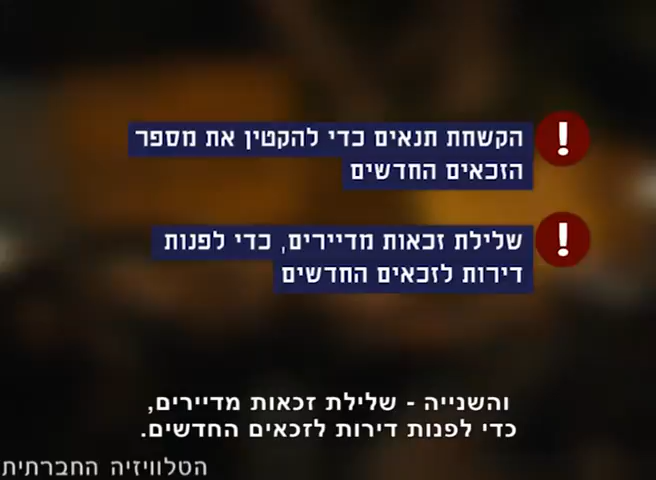 הקשחת תנאים כדי להקטין את מספר
הזכאים החדשים
שלילת זכאות מדיירים, כדי לפנות
דירות לזכאים החדשים
והשנייה - שלילת זכאות מדיירים,
כדי לפנות דירות לזכאים החדשים.
הטלוויזיה החברתית